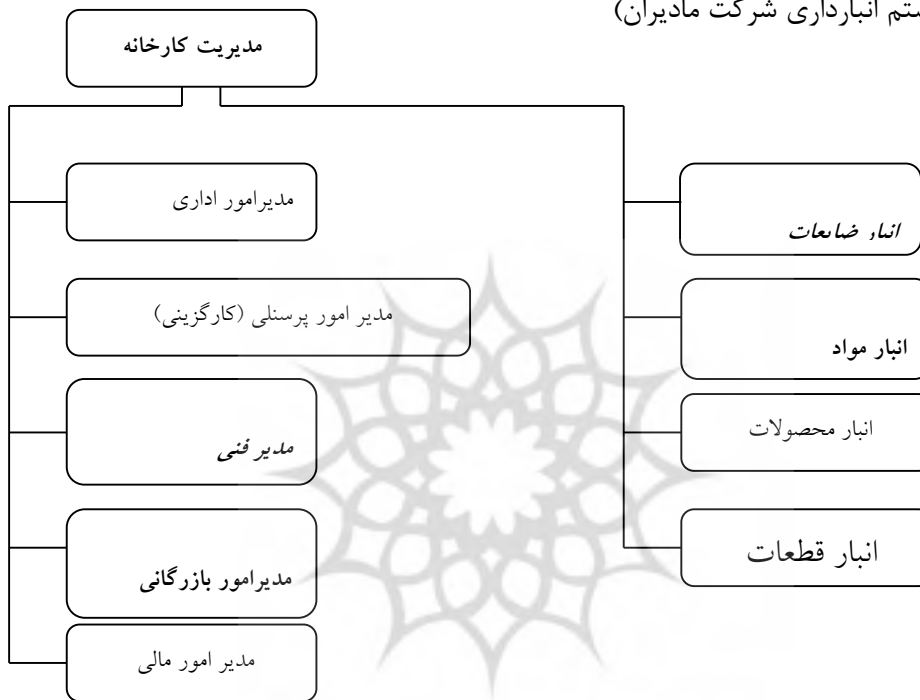 ستم انبارداری شرکت مادیران)
مدیریت کارخانه
انبار ضایعات
انبار مواد
انبار محصولات
انبار قطعات
مدیرامور اداری
مدیر امور پرسنلی (کارگزینی)
مدیر فنی
مدیرامور بازرگانی
مدیر امور مالی